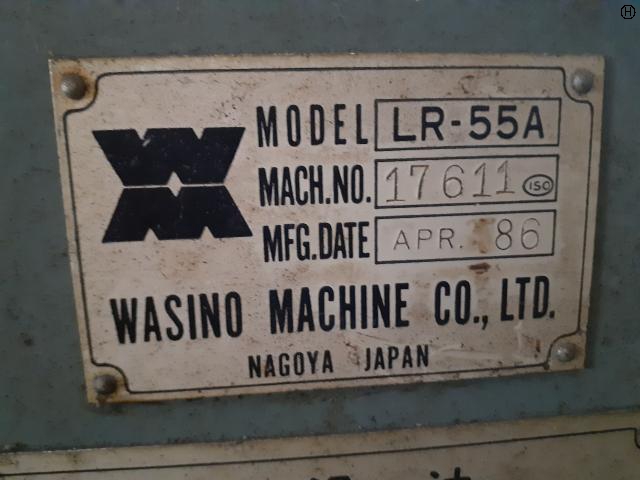 MODEL LR-55A
MACH.NO. 17611 ISO
MFG.DATE APR. 86
WASINO MACHINE CO., LTD.
NAGOYA JAPAN